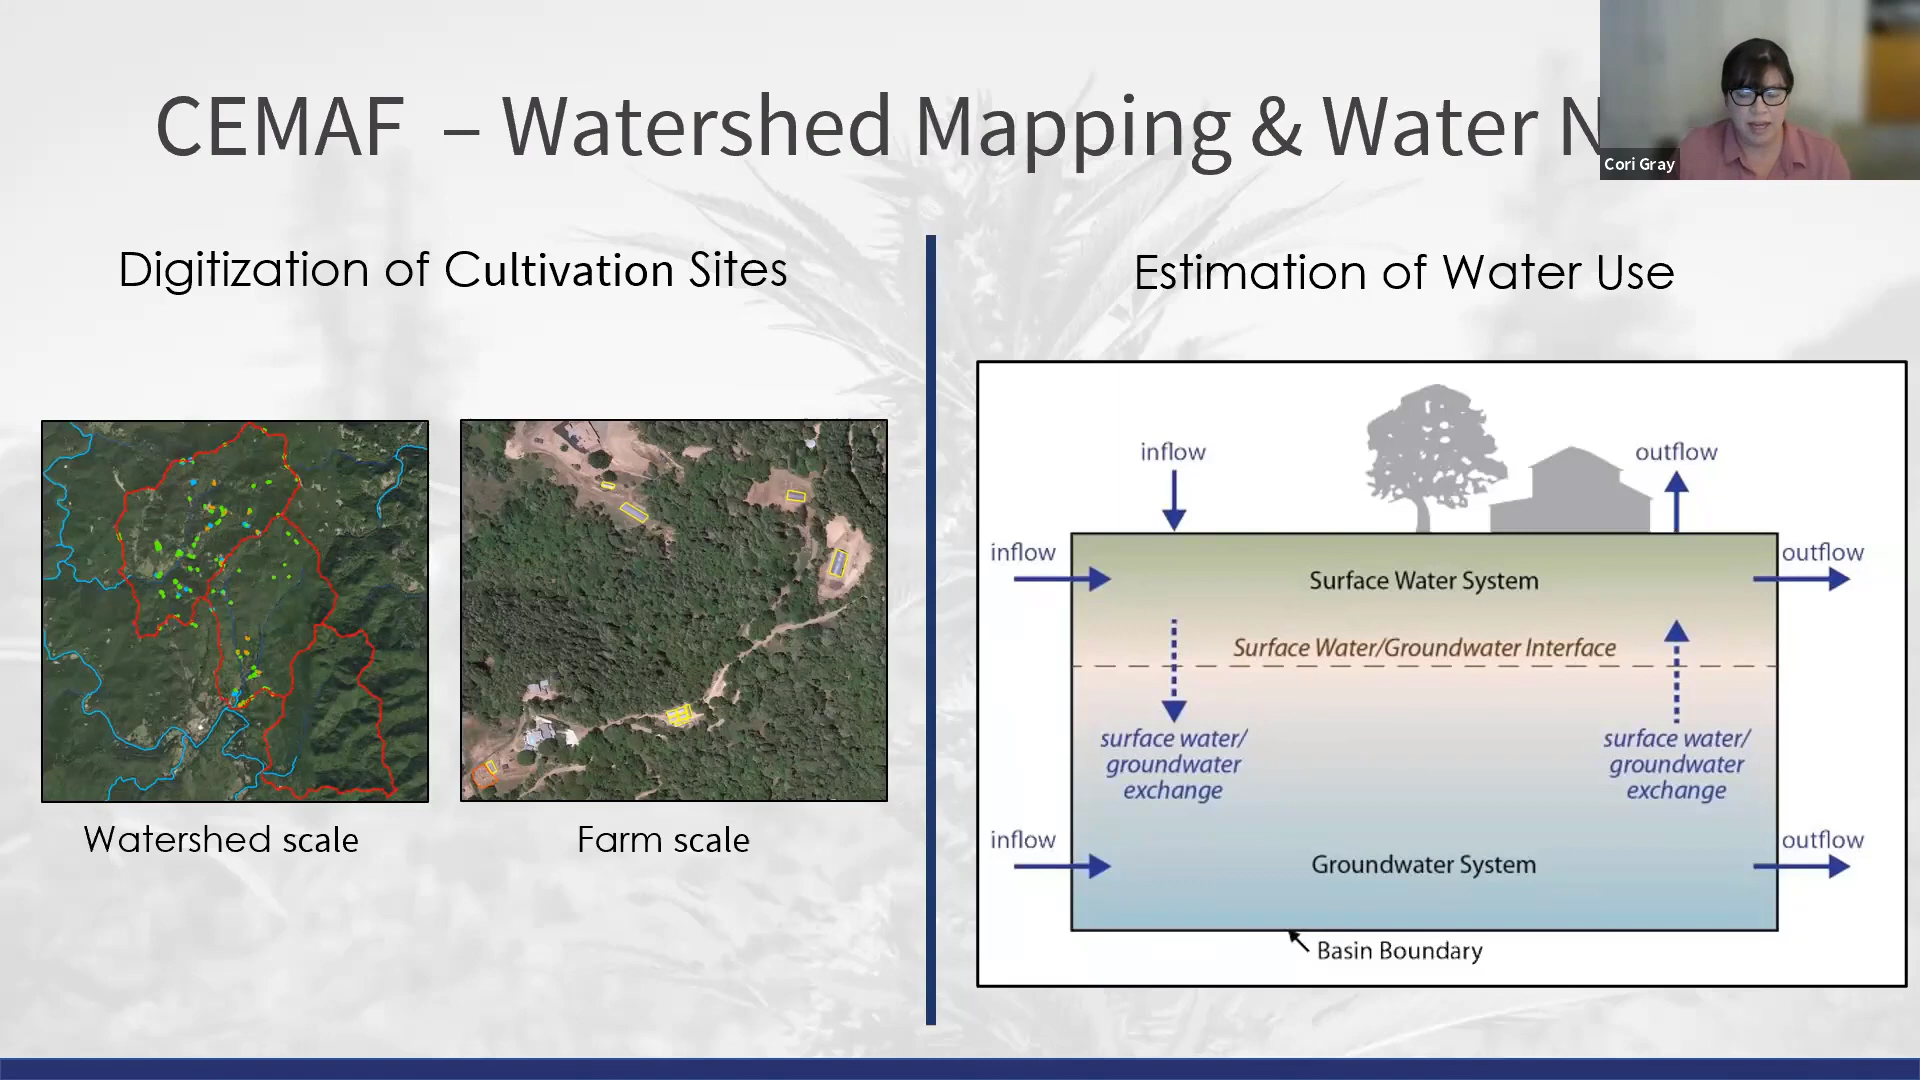 CEMAF – Watershed Mapping & Water
Cori Gray
Digitization of Cultivation Sites
Watershed scale
Farm scale
Estimation of Water Use
inflow
outflow
inflow
outflow
Surface Water System
Surface Water/Groundwater Interface
surface water/
groundwater
exchange
surface water/
groundwater
exchange
inflow
outflow
Groundwater System
Basin Boundary